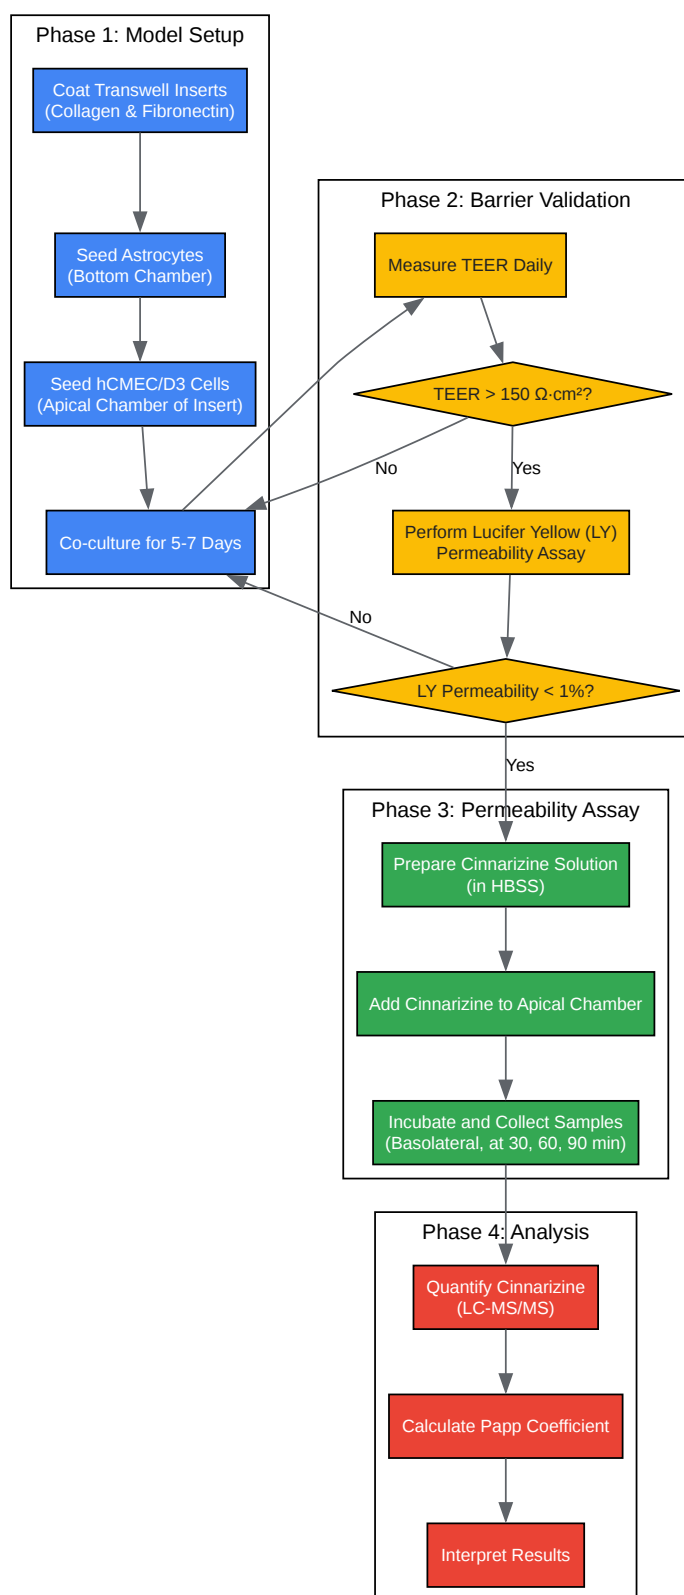 Phase 1: Model Setup
Coat Transwell Inserts
(Collagen & Fibronectin)
Seed Astrocytes
(Bottom Chamber)
Seed hCMEC/D3 Cells
(Apical Chamber of Insert)
Co-culture for 5-7 Days
Phase 2: Barrier Validation
Measure TEER Daily
TEER > 150 Ω·cm²?
No
Yes
Perform Lucifer Yellow (LY)
Permeability Assay
No
LY Permeability < 1%?
Yes
Phase 3: Permeability Assay
Prepare Cinnarizine Solution
(in HBSS)
Add Cinnarizine to Apical Chamber
Incubate and Collect Samples
(Basolateral, at 30, 60, 90 min)
Phase 4: Analysis
Quantify Cinnarizine
(LC-MS/MS)
Calculate Papp Coefficient
Interpret Results